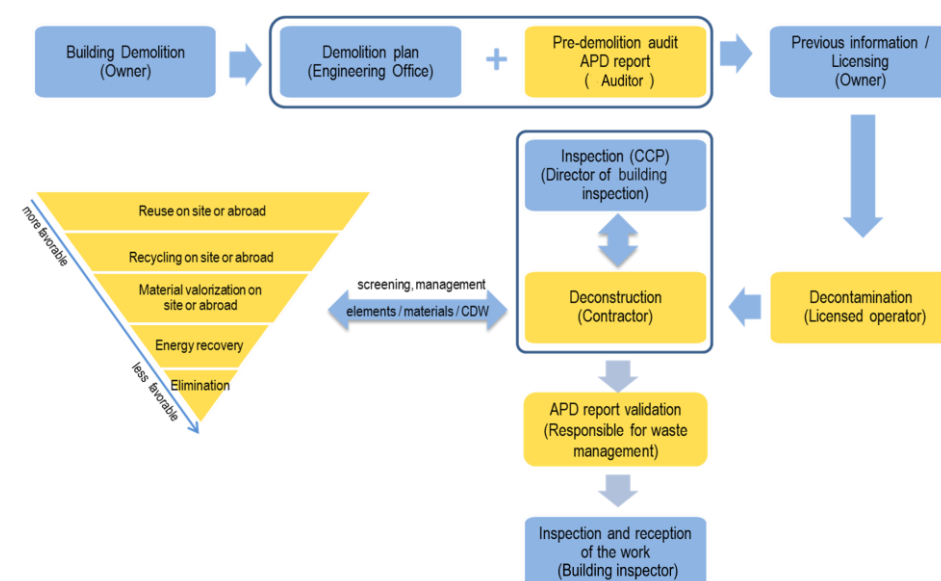 Building Demolition
(Owner)
Demolition plan
(Engineering Office)
+
Pre-demolition audit
APD report
( Auditor )
Previous information /
Licensing
(Owner)
Inspection (CCP)
(Director of building
inspection)
Reuse on site or abroad
Recycling on site or abroad
Material valorization on
site or abroad
Energy recovery
Elimination
more favorable
less favorable
screening, management
elements / materials / CDW
Deconstruction
(Contractor)
Decontamination
(Licensed operator)
APD report validation
(Responsible for waste
management)
Inspection and reception
of the work
(Building inspector)